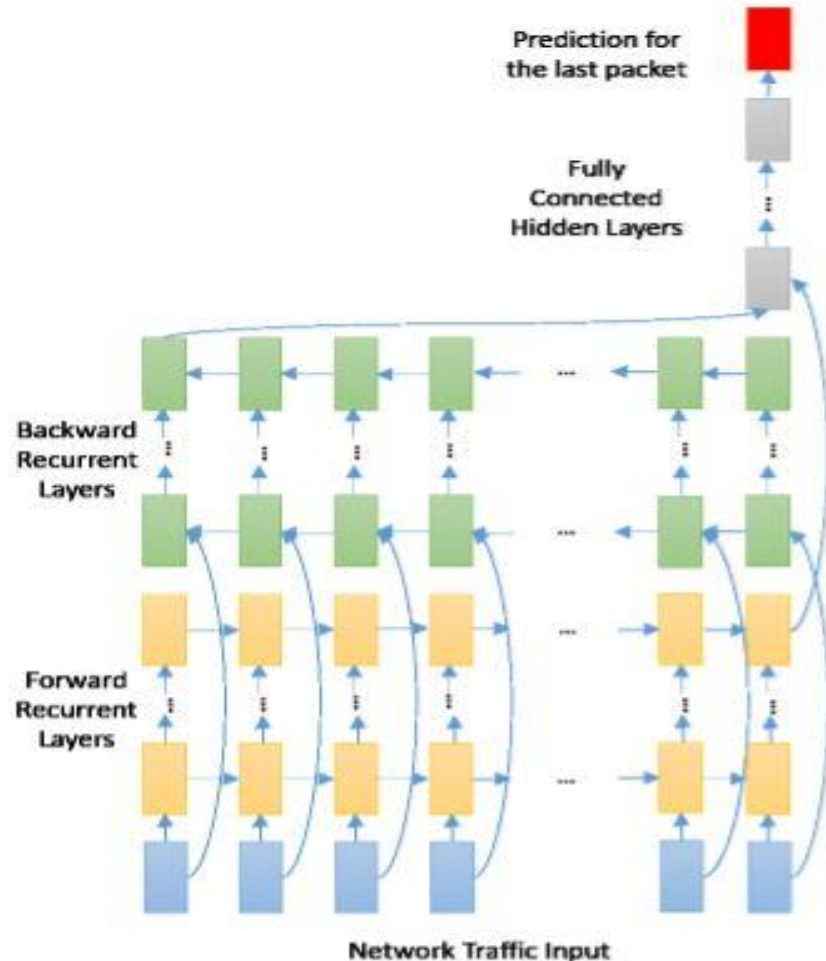 Prediction for
the last packet
Fully
Connected
Hidden Layers
...
...
Backward
Recurrent
Layers
... ... ... ... ... ...
...
...
Forward
Recurrent
Layers
... ... ... ... ... ...
...
Network Traffic Input